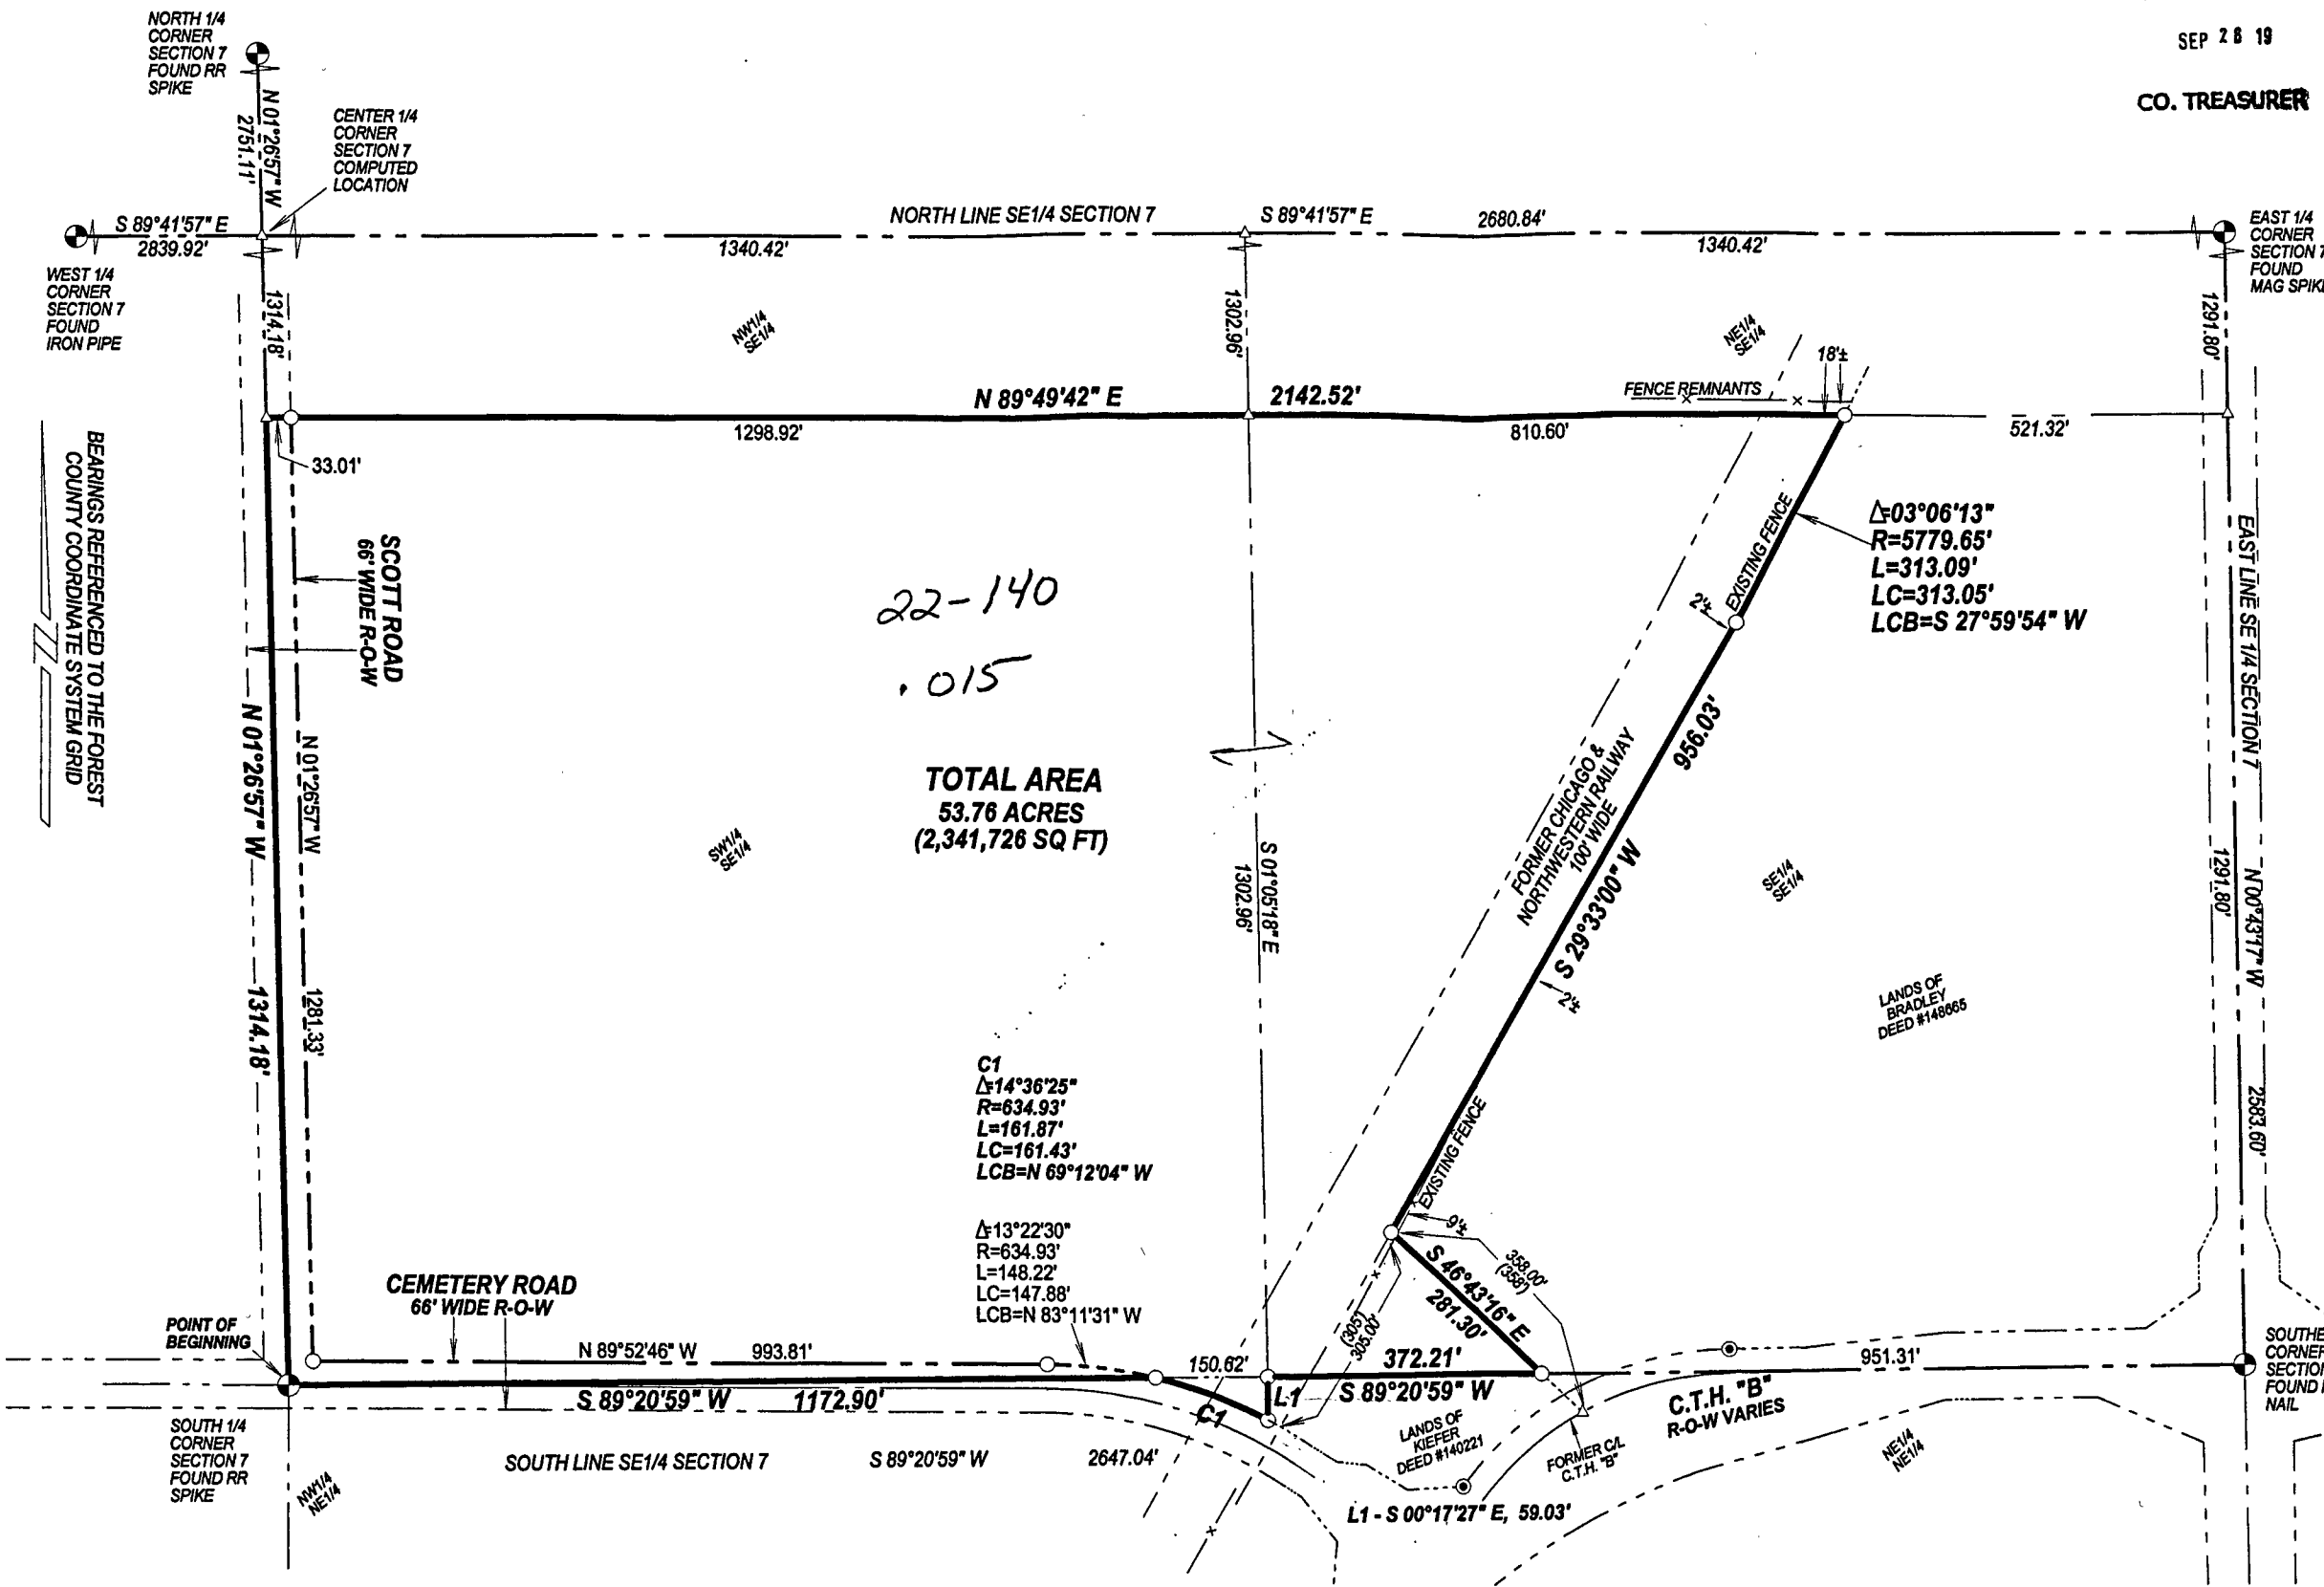 SEP 28 19
CO. TREASURER
NORTH 1/4
CORNER
SECTION 7
FOUND RR
SPIKE
N 01°26'57" W
2751.11'
CENTER 1/4
CORNER
SECTION 7
COMPUTED
LOCATION
S 89°41'57" E
2839.92'
WEST 1/4
CORNER
SECTION 7
FOUND
IRON PIPE
NORTH LINE SE1/4 SECTION 7
S 89°41'57" E
2680.84'
1340.42'
1340.42'
EAST 1/4
CORNER
SECTION 7
FOUND
MAG SPIKE
1314.18'
1302.96'
1291.80'
NW1/4
SE1/4
NE1/4
SE1/4
18'±
FENCE REMNANTS
N 89°49'42" E
2142.52'
1298.92'
810.60'
521.32'
33.01'
BEARINGS REFERENCED TO THE FOREST
COUNTY COORDINATE SYSTEM GRID
SCOTT ROAD
66' WIDE R-O-W
N 01°26'57" W
1314.18'
N 01°26'57" W
1281.33'
22-140
.015
TOTAL AREA
53.76 ACRES
(2,341,726 SQ FT)
SW1/4
SE1/4
S 01°05'18" E
1302.96'
Δ=03°06'13"
R=5779.65'
L=313.09'
LC=313.05'
LCB=S 27°59'54" W
EXISTING FENCE
2'±
956.03'
S 29°33'00" W
2'±
FORMER CHICAGO &
NORTHWESTERN RAILWAY
100' WIDE
SE1/4
SE1/4
EAST LINE SE 1/4 SECTION 7
N 00°43'17" W
2583.60'
1291.80'
LANDS OF
BRADLEY
DEED #148665
C1
Δ=14°36'25"
R=634.93'
L=161.87'
LC=161.43'
LCB=N 69°12'04" W
Δ=13°22'30"
R=634.93'
L=148.22'
LC=147.88'
LCB=N 83°11'31" W
EXISTING FENCE
9'±
358.00'
(358')
S 46°43'16" E
281.30'
(305')
305.00'
CEMETERY ROAD
66' WIDE R-O-W
POINT OF
BEGINNING
N 89°52'46" W
993.81'
150.62'
372.21'
951.31'
S 89°20'59" W
1172.90'
C1
L1
S 89°20'59" W
C.T.H. "B"
R-O-W VARIES
SOUTHE
CORNER
SECTION
FOUND
NAIL
SOUTH 1/4
CORNER
SECTION 7
FOUND RR
SPIKE
SOUTH LINE SE1/4 SECTION 7
S 89°20'59" W
2647.04'
LANDS OF
KIEFER
DEED #140221
FORMER C/L
C.T.H. "B"
NW1/4
NE1/4
NE1/4
NE1/4
L1 - S 00°17'27" E, 59.03'